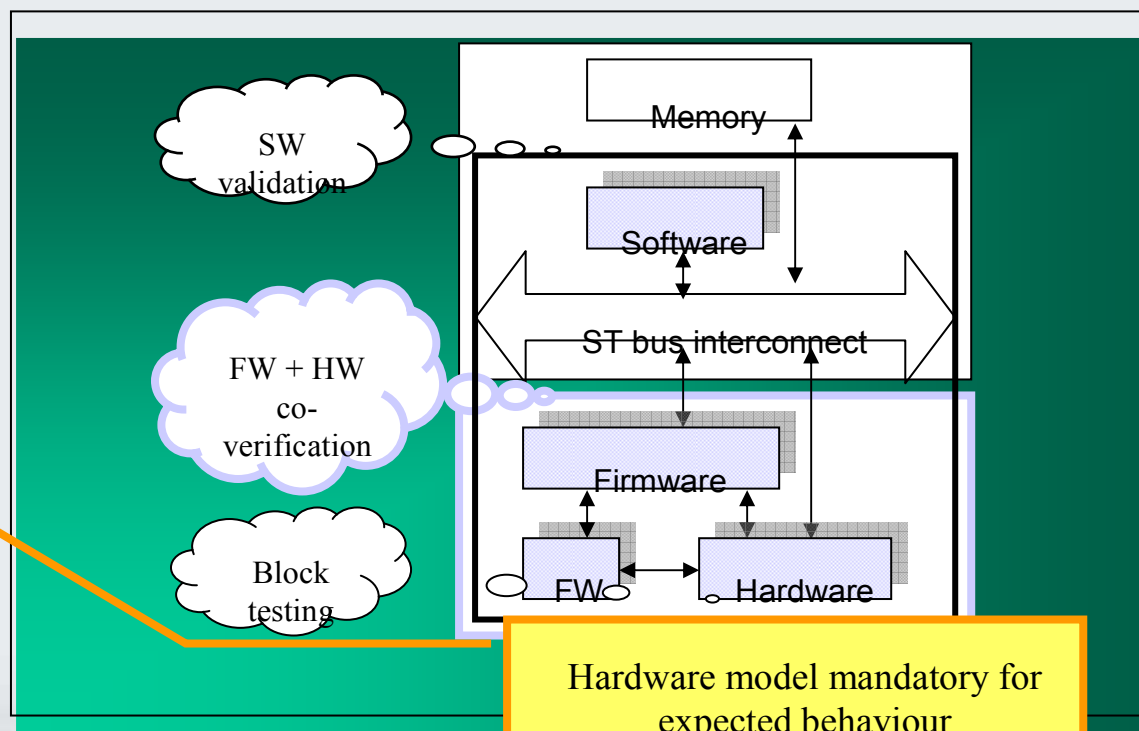 Memory
SW
validation
Software
ST bus interconnect
FW + HW
co-
verification
Firmware
Block
testing
FW
Hardware
Hardware model mandatory for
expected behaviour